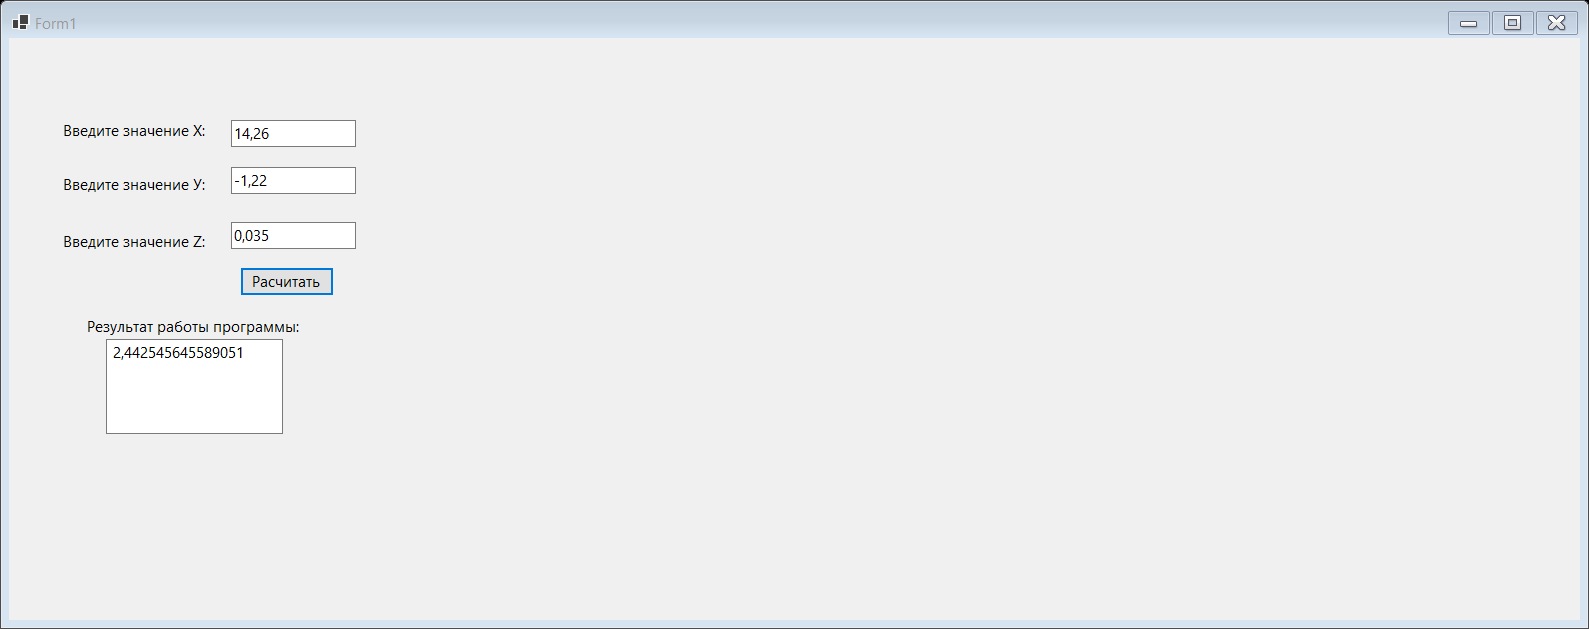 Form1
Введите значение X: 14,26
Введите значение У: -1,22
Введите значение Z: 0,035
Расчитать
Результат работы программы:
2,442545645589051